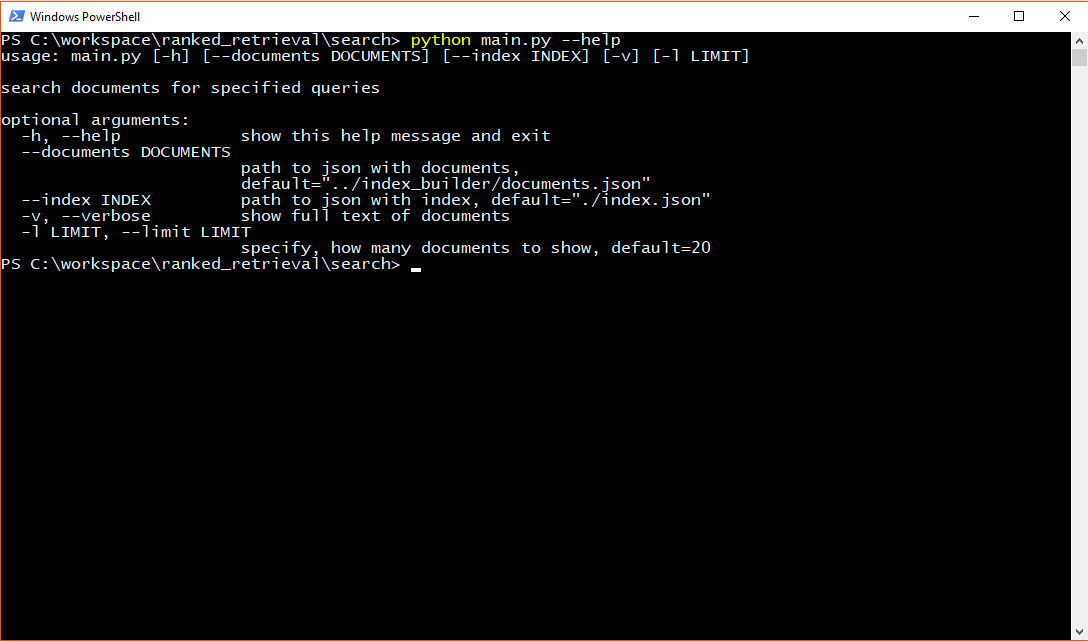 Windows PowerShell
PS C:\workspace\ranked_retrieval\search> python main.py --help
usage: main.py [-h] [--documents DOCUMENTS] [--index INDEX] [-v] [-l LIMIT]
search documents for specified queries
optional arguments:
  -h, --help            show this help message and exit
  --documents DOCUMENTS
                        path to json with documents,
                        default="../index_builder/documents.json"
  --index INDEX         path to json with index, default="./index.json"
  -v, --verbose         show full text of documents
  -l LIMIT, --limit LIMIT
                        specify, how many documents to show, default=20
PS C:\workspace\ranked_retrieval\search>